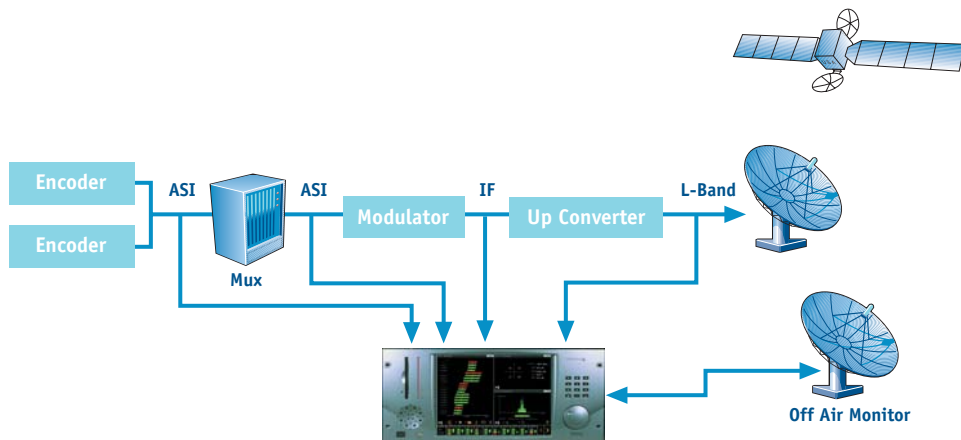 Encoder
Encoder
ASI
Mux
ASI
Modulator
IF
Up Converter
L-Band
Off Air Monitor